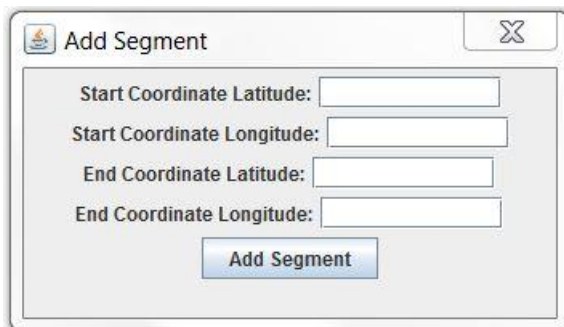 Add Segment
Start Coordinate Latitude:
Start Coordinate Longitude:
End Coordinate Latitude:
End Coordinate Longitude:
Add Segment